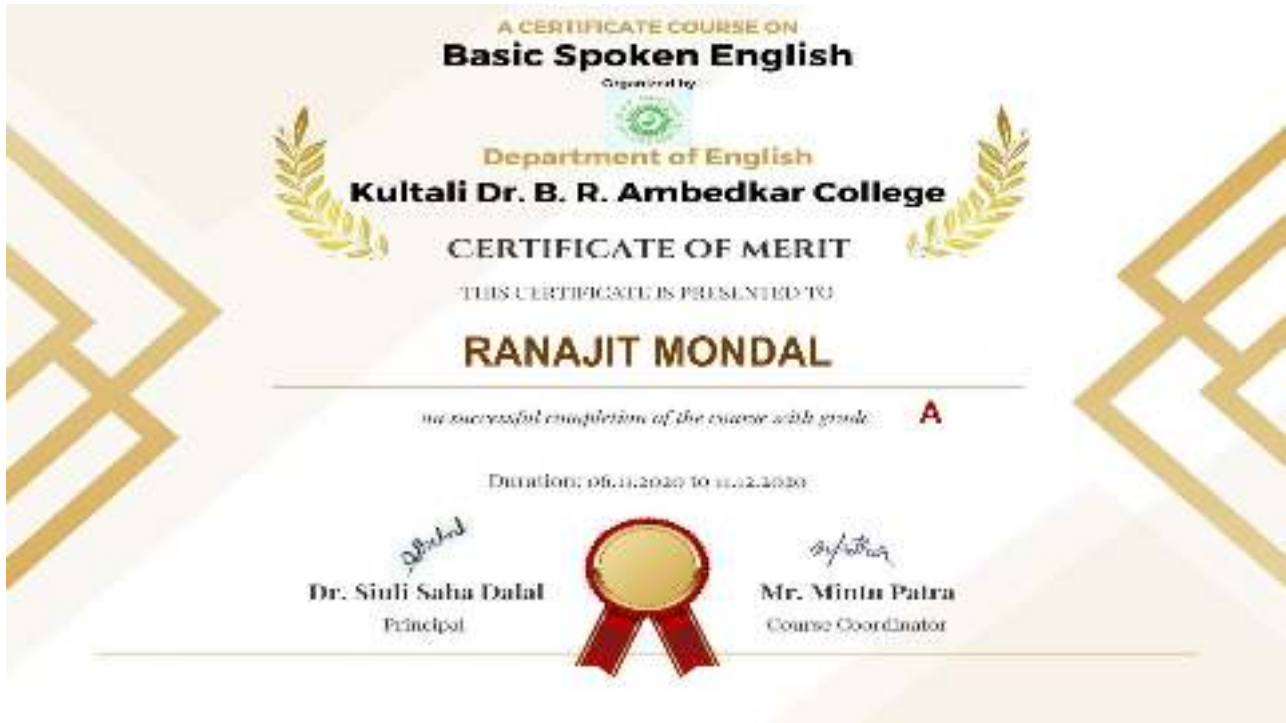 A CERTIFICATE COURSE ON
Basic Spoken English
Organized by
Department of English
Kultali Dr. B. R. Ambedkar College
CERTIFICATE OF MERIT
THIS CERTIFICATE IS PRESENTED TO
RANAJIT MONDAL
on successful completion of the course with grade A
Duration: 06.11.2020 to 11.12.2020
Dr. Siuli Saha Dalal Mr. Mintu Patra
Principal Course Coordinator